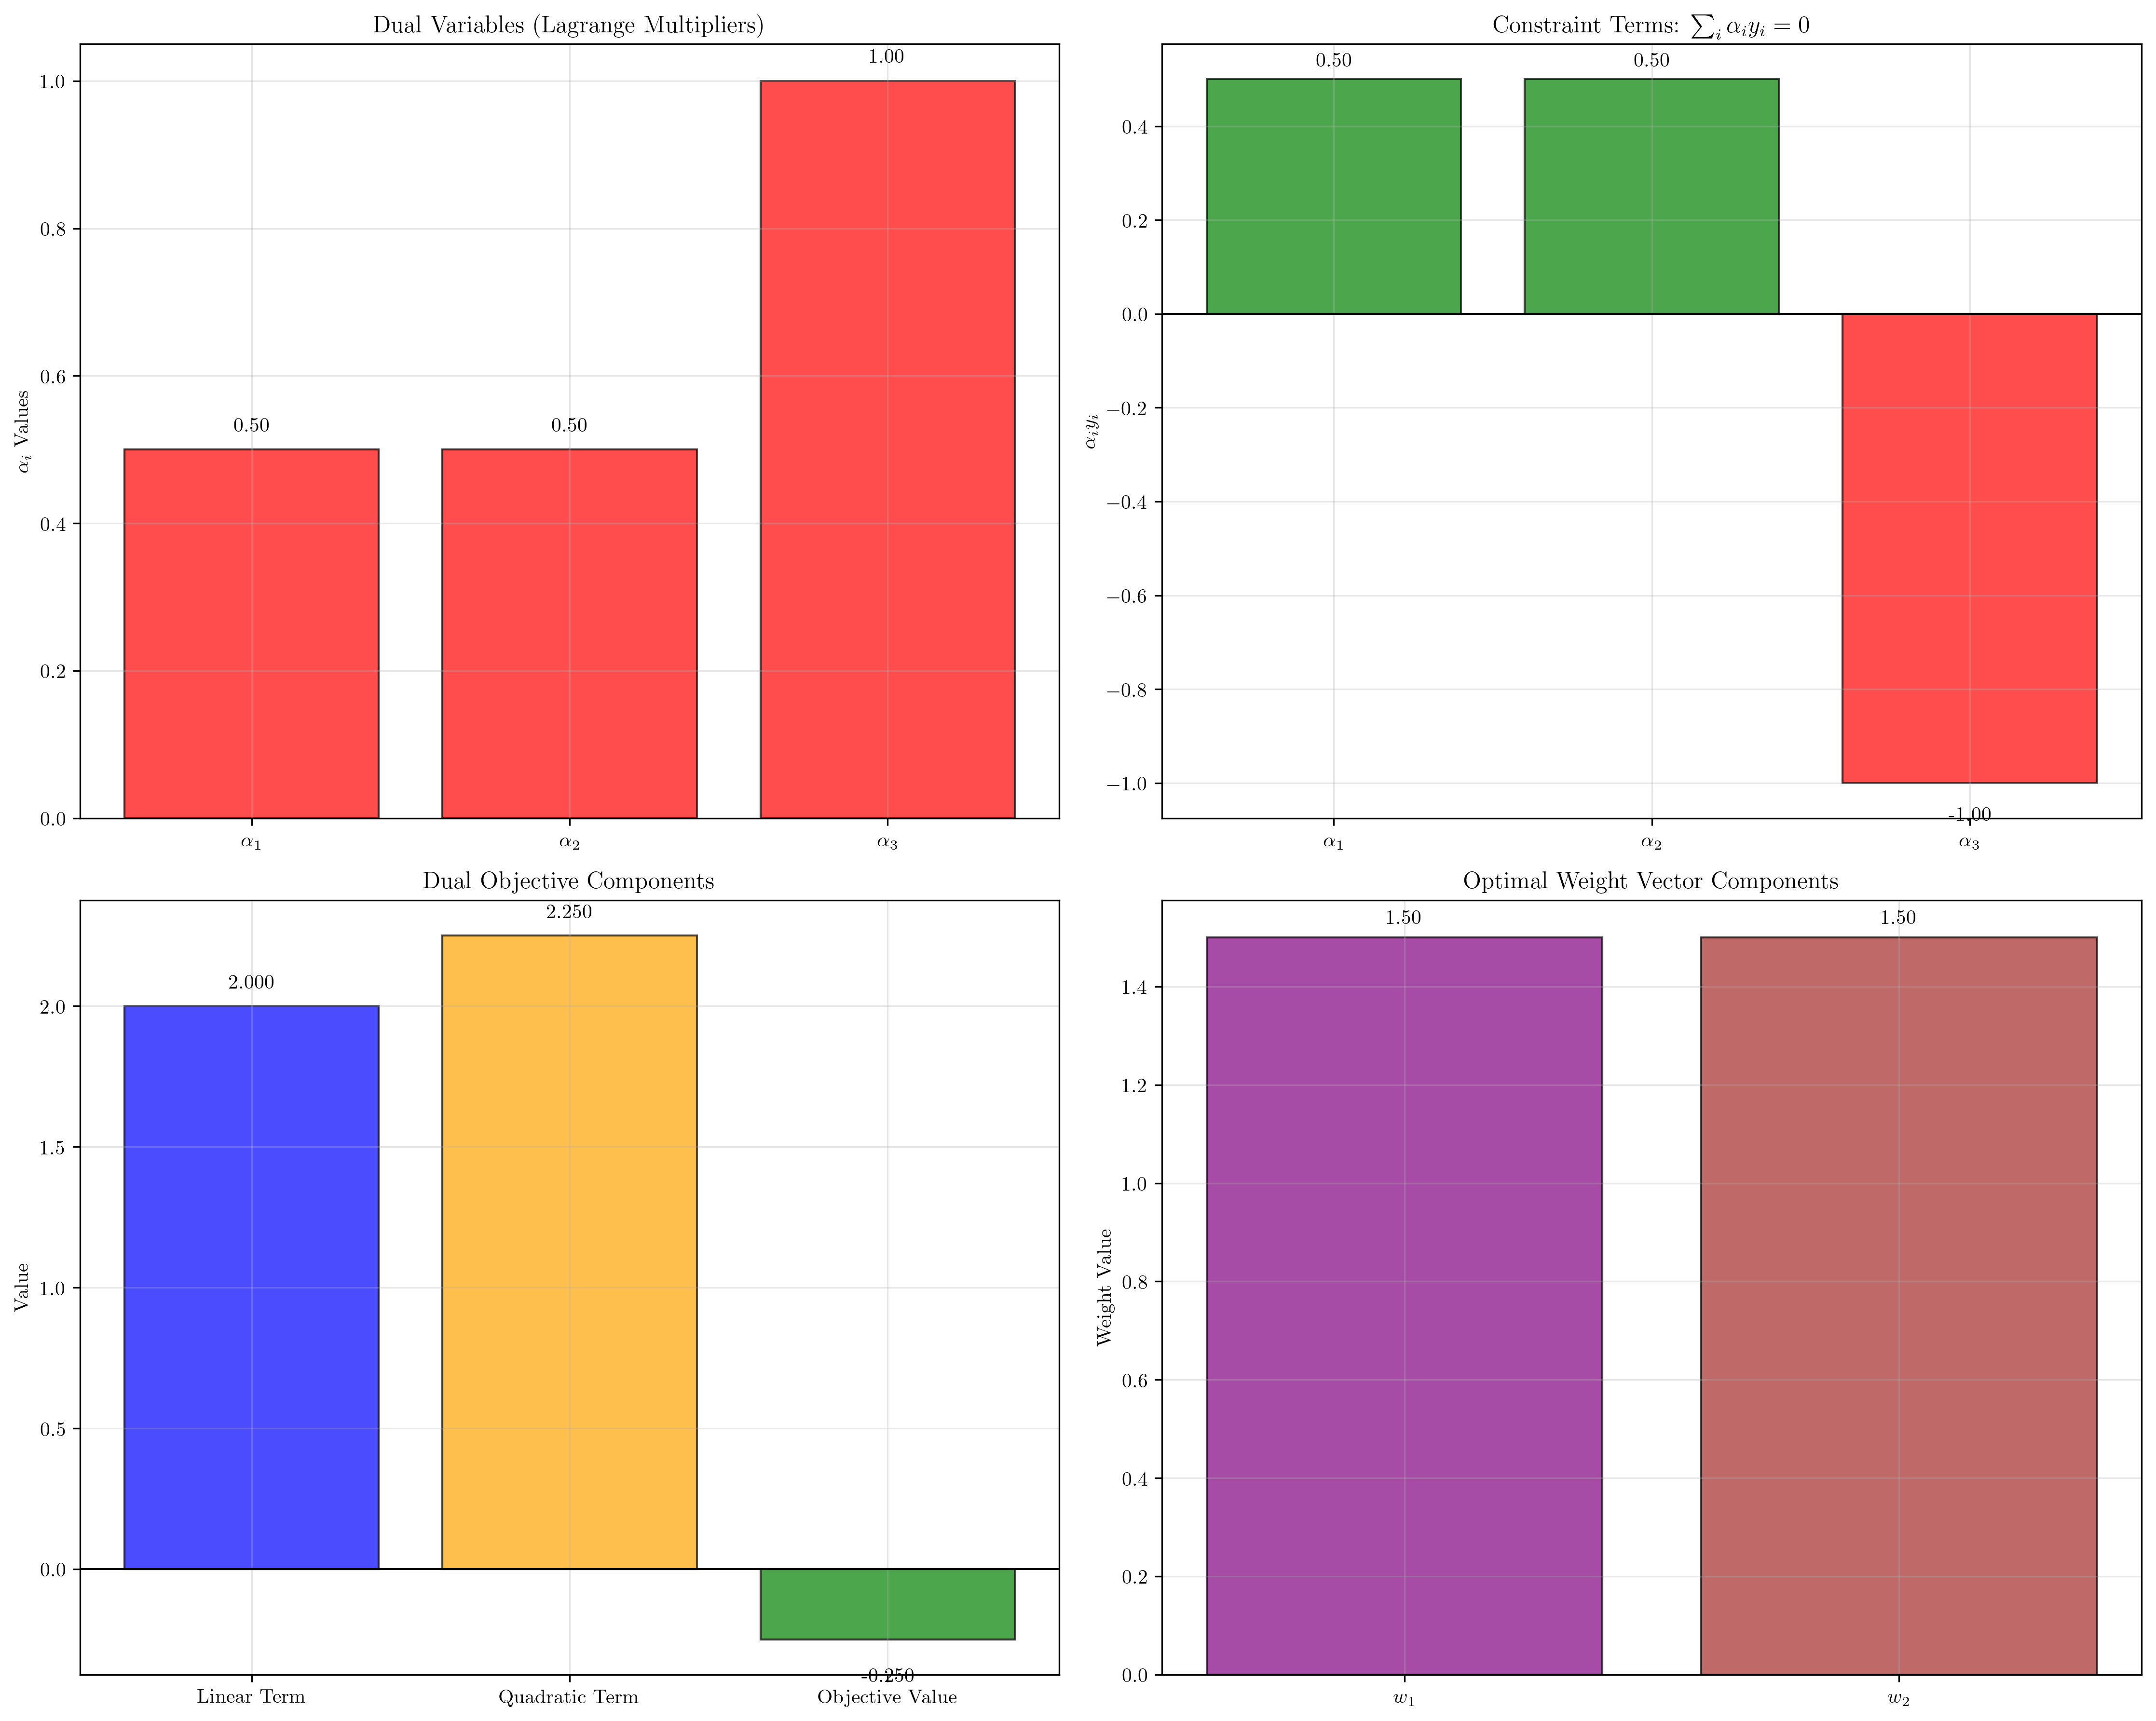 Dual Variables (Lagrange Multipliers)
1.00
1.0
0.8
0.6
0.50
0.50
0.4
0.2
0.0
α₁
α₂
α₃
αᵢ Values
Constraint Terms: ∑ᵢ αᵢyᵢ = 0
0.50
0.50
0.4
0.2
0.0
−0.2
−0.4
−0.6
−0.8
−1.0
-1.00
α₁
α₂
α₃
αᵢyᵢ
Dual Objective Components
2.250
2.000
2.0
1.5
1.0
0.5
0.0
-0.250
Linear Term
Quadratic Term
Objective Value
Value
Optimal Weight Vector Components
1.50
1.50
1.4
1.2
1.0
0.8
0.6
0.4
0.2
0.0
w₁
w₂
Weight Value